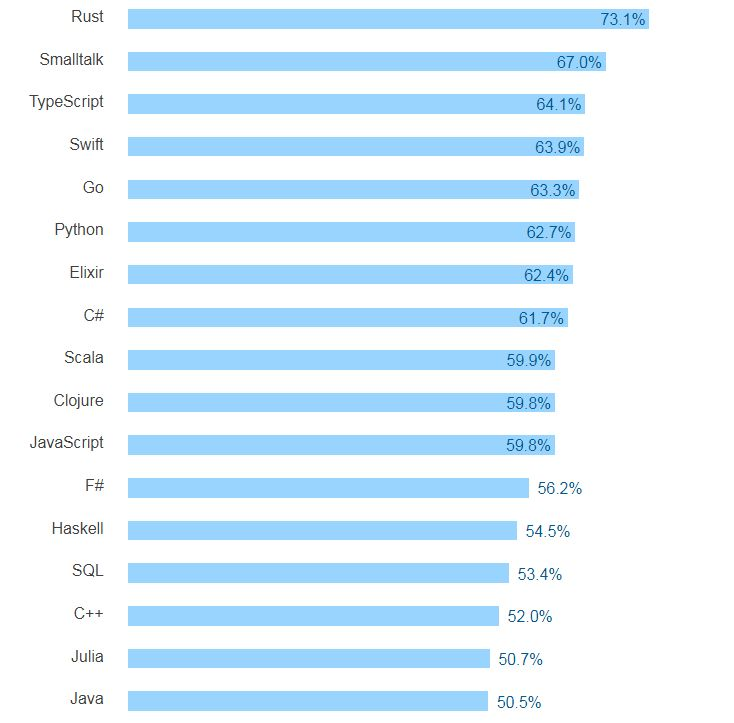 Rust 73.1%
Smalltalk 67.0%
TypeScript 64.1%
Swift 63.9%
Go 63.3%
Python 62.7%
Elixir 62.4%
C# 61.7%
Scala 59.9%
Clojure 59.8%
JavaScript 59.8%
F# 56.2%
Haskell 54.5%
SQL 53.4%
C++ 52.0%
Julia 50.7%
Java 50.5%